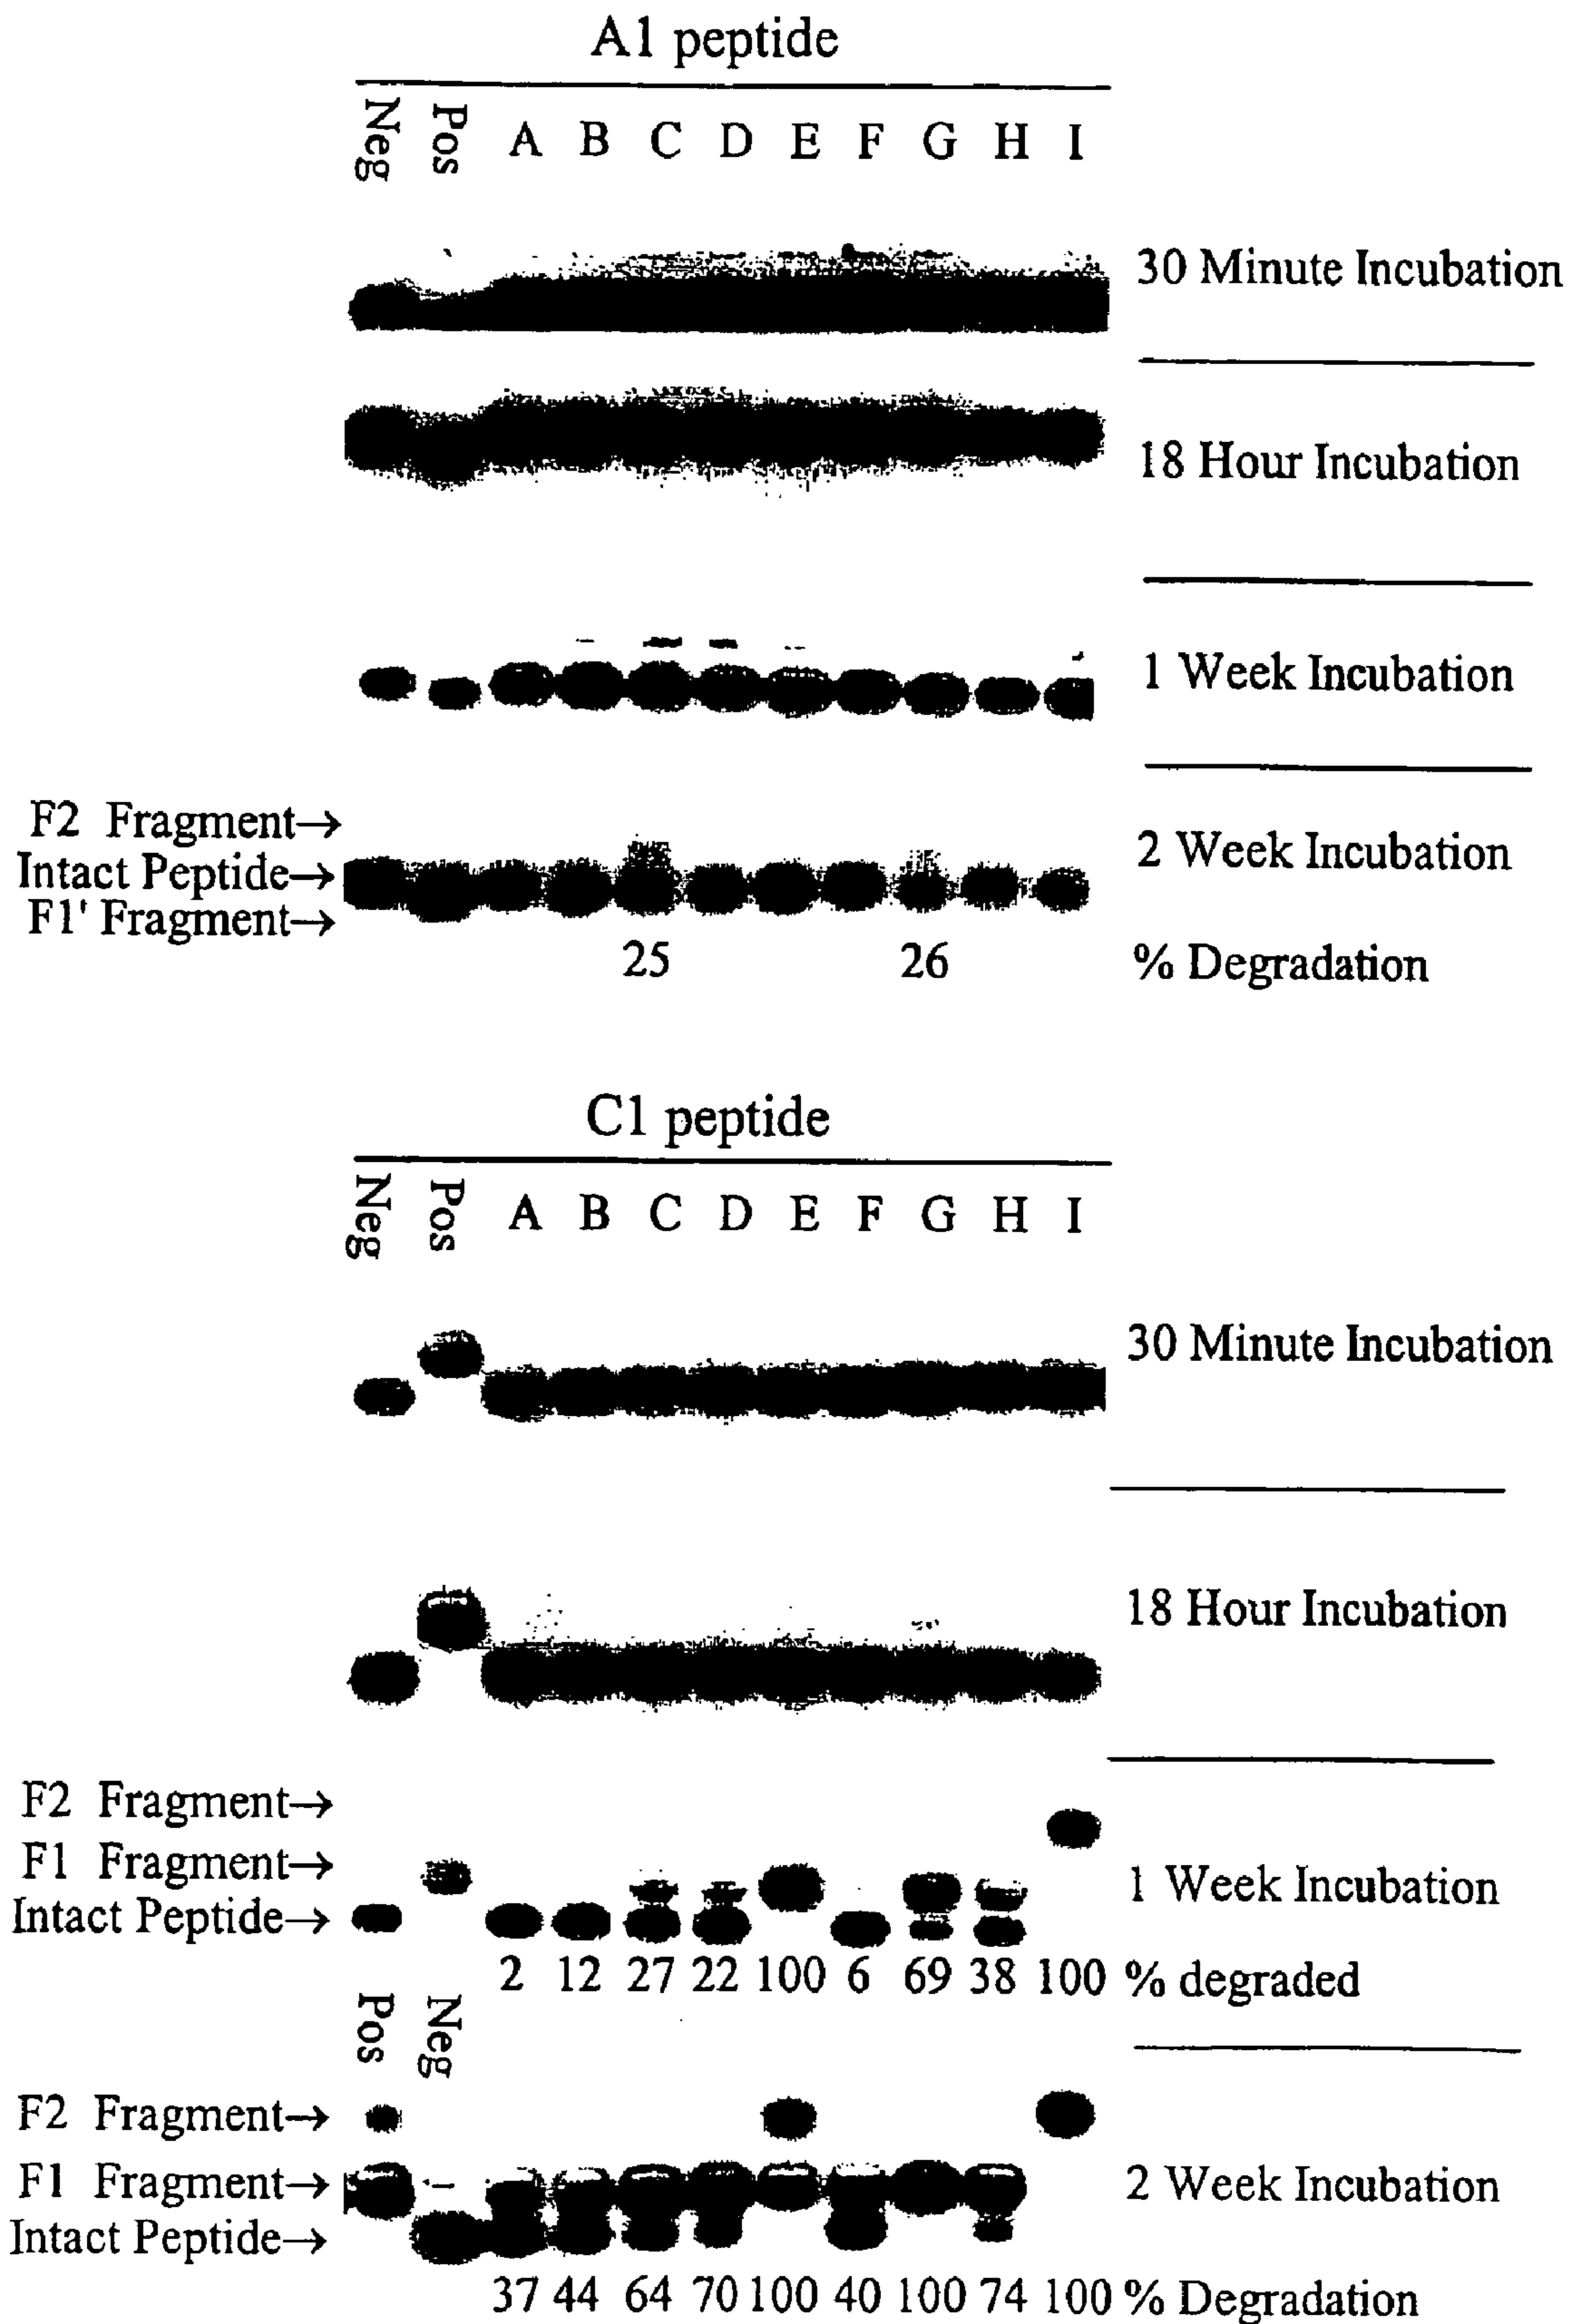 A1 peptide
Neg Pos A B C D E F G H I
30 Minute Incubation
18 Hour Incubation
1 Week Incubation
F2 Fragment→
Intact Peptide→
F1' Fragment→
2 Week Incubation
25 26 % Degradation
C1 peptide
Neg Pos A B C D E F G H I
30 Minute Incubation
18 Hour Incubation
F2 Fragment→
F1 Fragment→
Intact Peptide→
1 Week Incubation
2 12 27 22 100 6 69 38 100 % degraded
Pos Neg
F2 Fragment→
F1 Fragment→
Intact Peptide→
2 Week Incubation
37 44 64 70 100 40 100 74 100 % Degradation